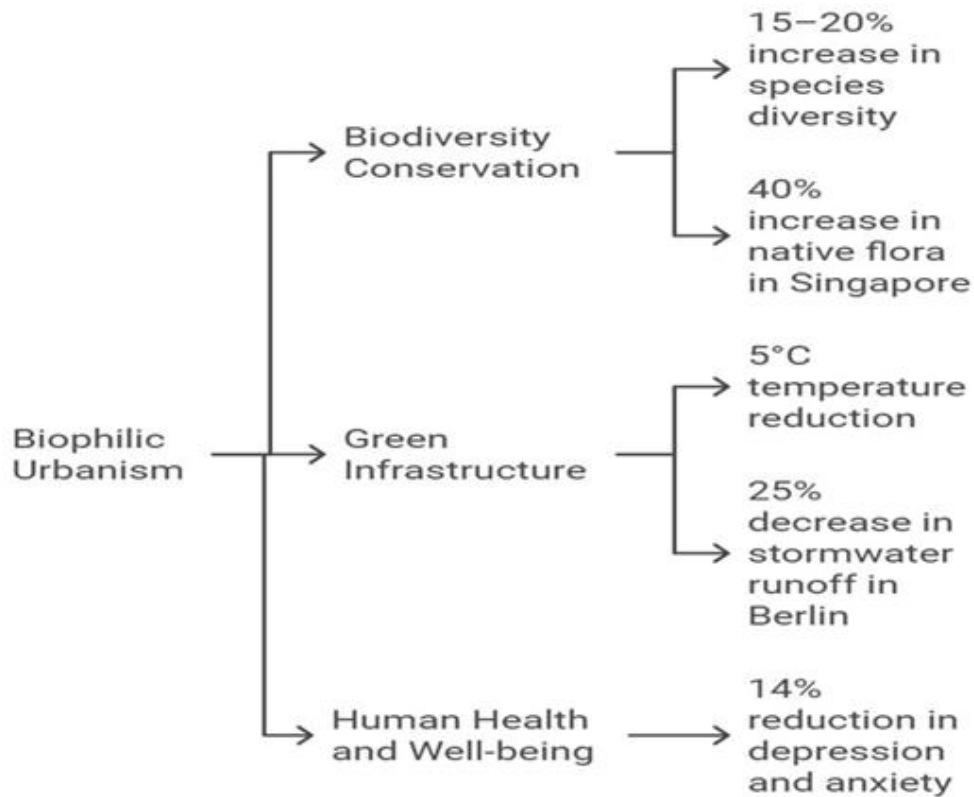 15–20%
increase in
species
diversity
Biodiversity
Conservation
40%
increase in
native flora
in Singapore
5°C
temperature
reduction
Biophilic
Urbanism
Green
Infrastructure
25%
decrease in
stormwater
runoff in
Berlin
Human Health
and Well-being
14%
reduction in
depression
and anxiety